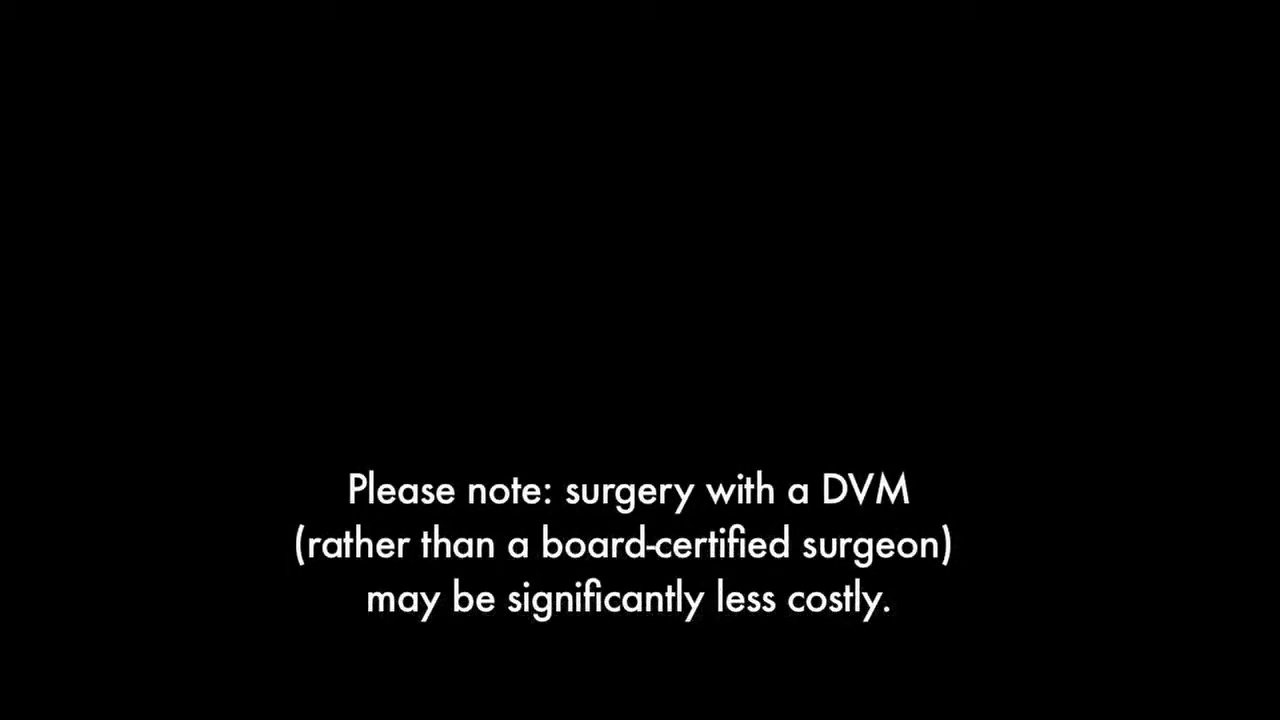 Please note: surgery with a DVM
(rather than a board-certified surgeon)
may be significantly less costly.